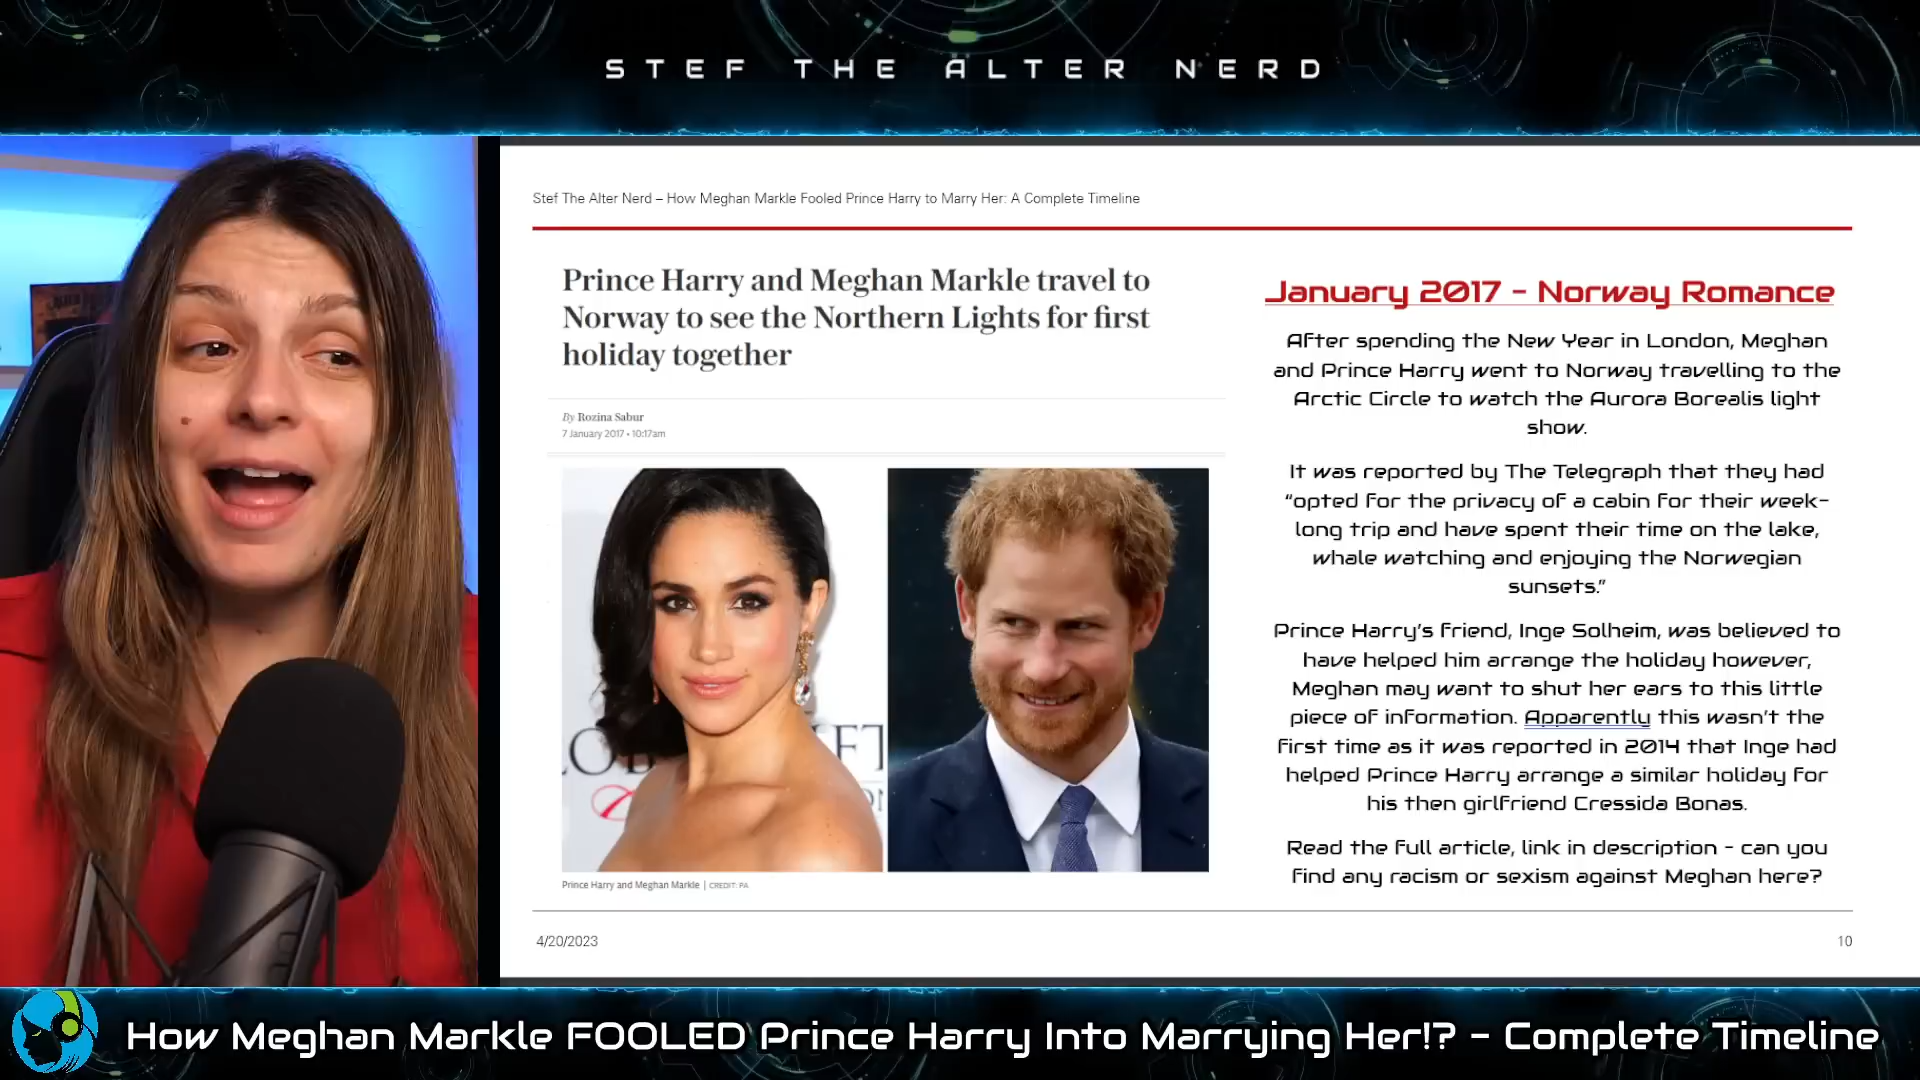 STEF THE ALTER NERD
Stef The Alter Nerd – How Meghan Markle Fooled Prince Harry to Marry Her: A Complete Timeline
Prince Harry and Meghan Markle travel to
Norway to see the Northern Lights for first
holiday together
By Rozina Sabur
7 January 2017 • 10:17am
Prince Harry and Meghan Markle | CREDIT: PA
January 2017 - Norway Romance
After spending the New Year in London, Meghan
and Prince Harry went to Norway travelling to the
Arctic Circle to watch the Aurora Borealis light
show.
It was reported by The Telegraph that they had
“opted for the privacy of a cabin for their week-
long trip and have spent their time on the lake,
whale watching and enjoying the Norwegian
sunsets.”
Prince Harry’s friend, Inge Solheim, was believed to
have helped him arrange the holiday however,
Meghan may want to shut her ears to this little
piece of information. Apparently this wasn’t the
first time as it was reported in 2014 that Inge had
helped Prince Harry arrange a similar holiday for
his then girlfriend Cressida Bonas.
Read the full article, link in description - can you
find any racism or sexism against Meghan here?
4/20/2023
10
How Meghan Markle FOOLED Prince Harry Into Marrying Her!? - Complete Timeline